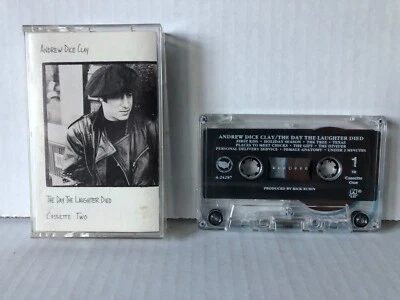 ANDREW DICE CLAY
THE DAY THE LAUGHTER DIED
CASSETTE TWO
ANDREW DICE CLAY/THE DAY THE LAUGHTER DIED
FIRST KISS • HOLIDAY SEASON • THE TREE • TEXAS
PLACES TO MEET CHICKS • THE GIFT • THE DIVIDER
PERSONAL DELIVERY SERVICE • FEMALE ANATOMY • UNDER 2 MINUTES
1
Cassette
PRODUCED BY RICK RUBIN